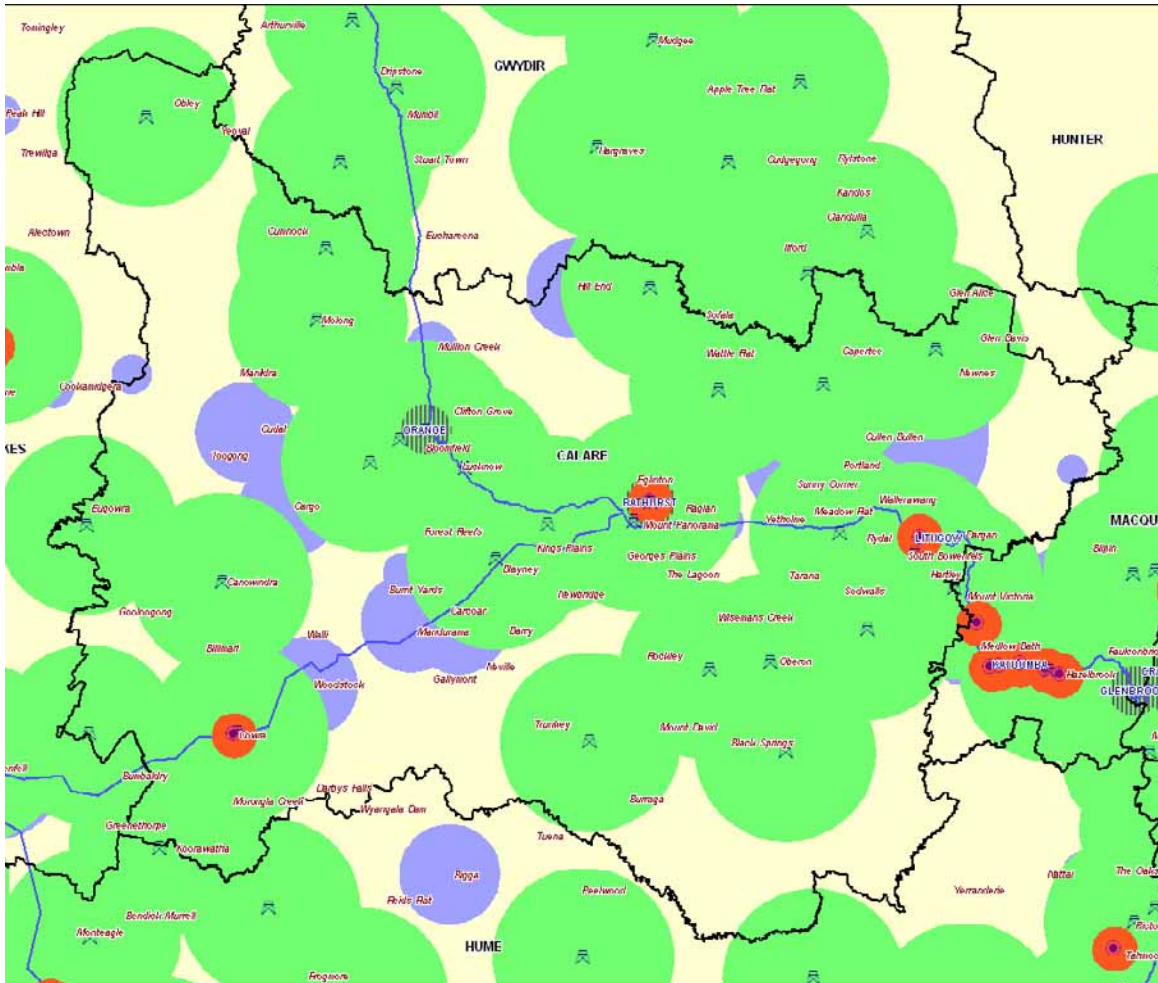 Tomingley
Arthurville
Mudgee
GWYDIR
Dripstone
Apple Tree Flat
Obley
Peak Hill
Mumbil
Yeoval
HUNTER
Trewilga
Hargraves
Stuart Town
Cudgegong
Rylstone
Kandos
Clandulla
Alectown
Cumnock
Euchareena
Ilford
Hill End
Glen Alice
Molong
Sofala
Glen Davis
Mullion Creek
Wattle Flat
Capertee
Newnes
Manildra
Cookamidgera
Clifton Grove
Cudal
ORANGE
Cullen Bullen
Bloomfield
CALARE
Toogong
Lucknow
Portland
Eglinton
Sunny Corner
Wallerawang
BATHURST
Cargo
Raglan
Meadow Flat
Eugowra
Mount Panorama
Yetholme
Forest Reefs
LITHGOW
Dargan
Rydal
Kings Plains
Georges Plains
South Bowenfels
Bilpin
Blayney
The Lagoon
Tarana
Hartley
Canowindra
Burnt Yards
Newbridge
Sodwalls
Mount Victoria
Gooloogong
Carcoar
Wisemans Creek
Walli
Mandurama
Barry
Billimari
Medlow Bath
Rockley
Oberon
KATOOMBA
Neville
Gallymont
Hazelbrook
Woodstock
Trunkey
Mount David
Cowra
Black Springs
Bumbaldry
Darbys Falls
Morongla Creek
Wyangala Dam
Burraga
Greenethorpe
Tuena
Koorawatha
Bigga
Nattai
Peelwood
Yerranderie
Reids Flat
Bendick Murrell
Monteagle
HUME
Frogmore